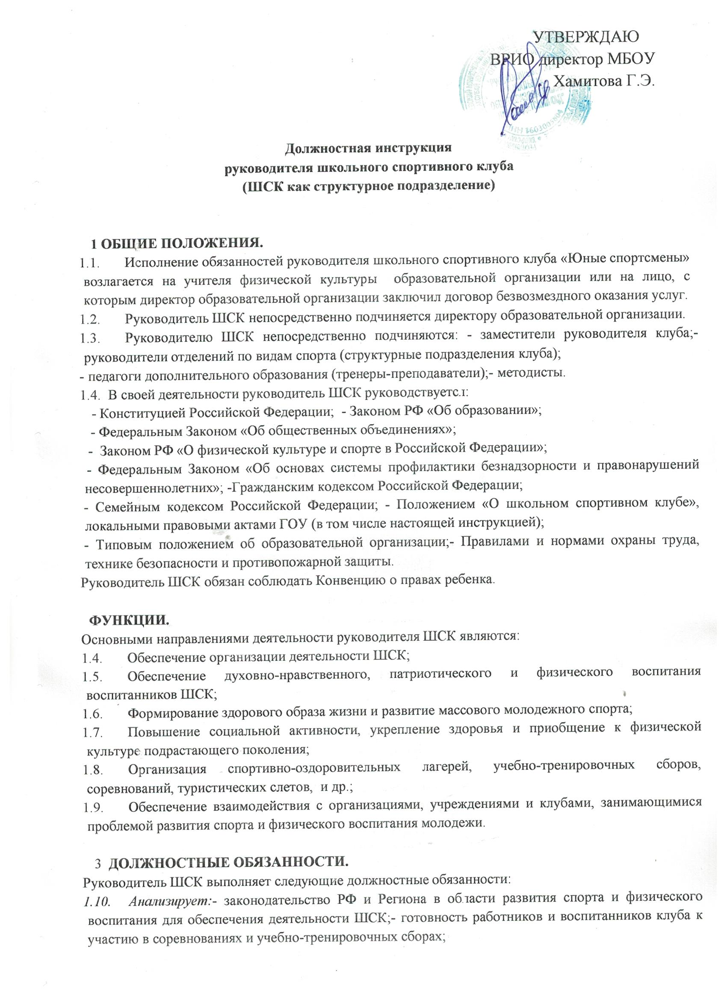 УТВЕРЖДАЮ
ВРИО директор МБОУ
Хамитова Г.Э.
Должностная инструкция
руководителя школьного спортивного клуба
(ШСК как структурное подразделение)
1 ОБЩИЕ ПОЛОЖЕНИЯ.
1.1. Исполнение обязанностей руководителя школьного спортивного клуба «Юные спортсмены»
возлагается на учителя физической культуры образовательной организации или на лицо, с
которым директор образовательной организации заключил договор безвозмездного оказания услуг.
1.2. Руководитель ШСК непосредственно подчиняется директору образовательной организации.
1.3. Руководителю ШСК непосредственно подчиняются: - заместители руководителя клуба;-
руководители отделений по видам спорта (структурные подразделения клуба);
- педагоги дополнительного образования (тренеры-преподаватели);- методисты.
1.4. В своей деятельности руководитель ШСК руководствуется:
- Конституцией Российской Федерации; - Законом РФ «Об образовании»;
- Федеральным Законом «Об общественных объединениях»;
- Законом РФ «О физической культуре и спорте в Российской Федерации»;
- Федеральным Законом «Об основах системы профилактики безнадзорности и правонарушений
несовершеннолетних»; -Гражданским кодексом Российской Федерации;
- Семейным кодексом Российской Федерации; - Положением «О школьном спортивном клубе»,
локальными правовыми актами ГОУ (в том числе настоящей инструкцией);
- Типовым положением об образовательной организации;- Правилами и нормами охраны труда,
технике безопасности и противопожарной защиты.
Руководитель ШСК обязан соблюдать Конвенцию о правах ребенка.
ФУНКЦИИ.
Основными направлениями деятельности руководителя ШСК являются:
1.4. Обеспечение организации деятельности ШСК;
1.5. Обеспечение духовно-нравственного, патриотического и физического воспитания
воспитанников ШСК;
1.6. Формирование здорового образа жизни и развитие массового молодежного спорта;
1.7. Повышение социальной активности, укрепление здоровья и приобщение к физической
культуре подрастающего поколения;
1.8. Организация спортивно-оздоровительных лагерей, учебно-тренировочных сборов,
соревнований, туристических слетов, и др.;
1.9. Обеспечение взаимодействия с организациями, учреждениями и клубами, занимающимися
проблемой развития спорта и физического воспитания молодежи.
3 ДОЛЖНОСТНЫЕ ОБЯЗАННОСТИ.
Руководитель ШСК выполняет следующие должностные обязанности:
1.10. Анализирует:- законодательство РФ и Региона в области развития спорта и физического
воспитания для обеспечения деятельности ШСК;- готовность работников и воспитанников клуба к
участию в соревнованиях и учебно-тренировочных сборах;